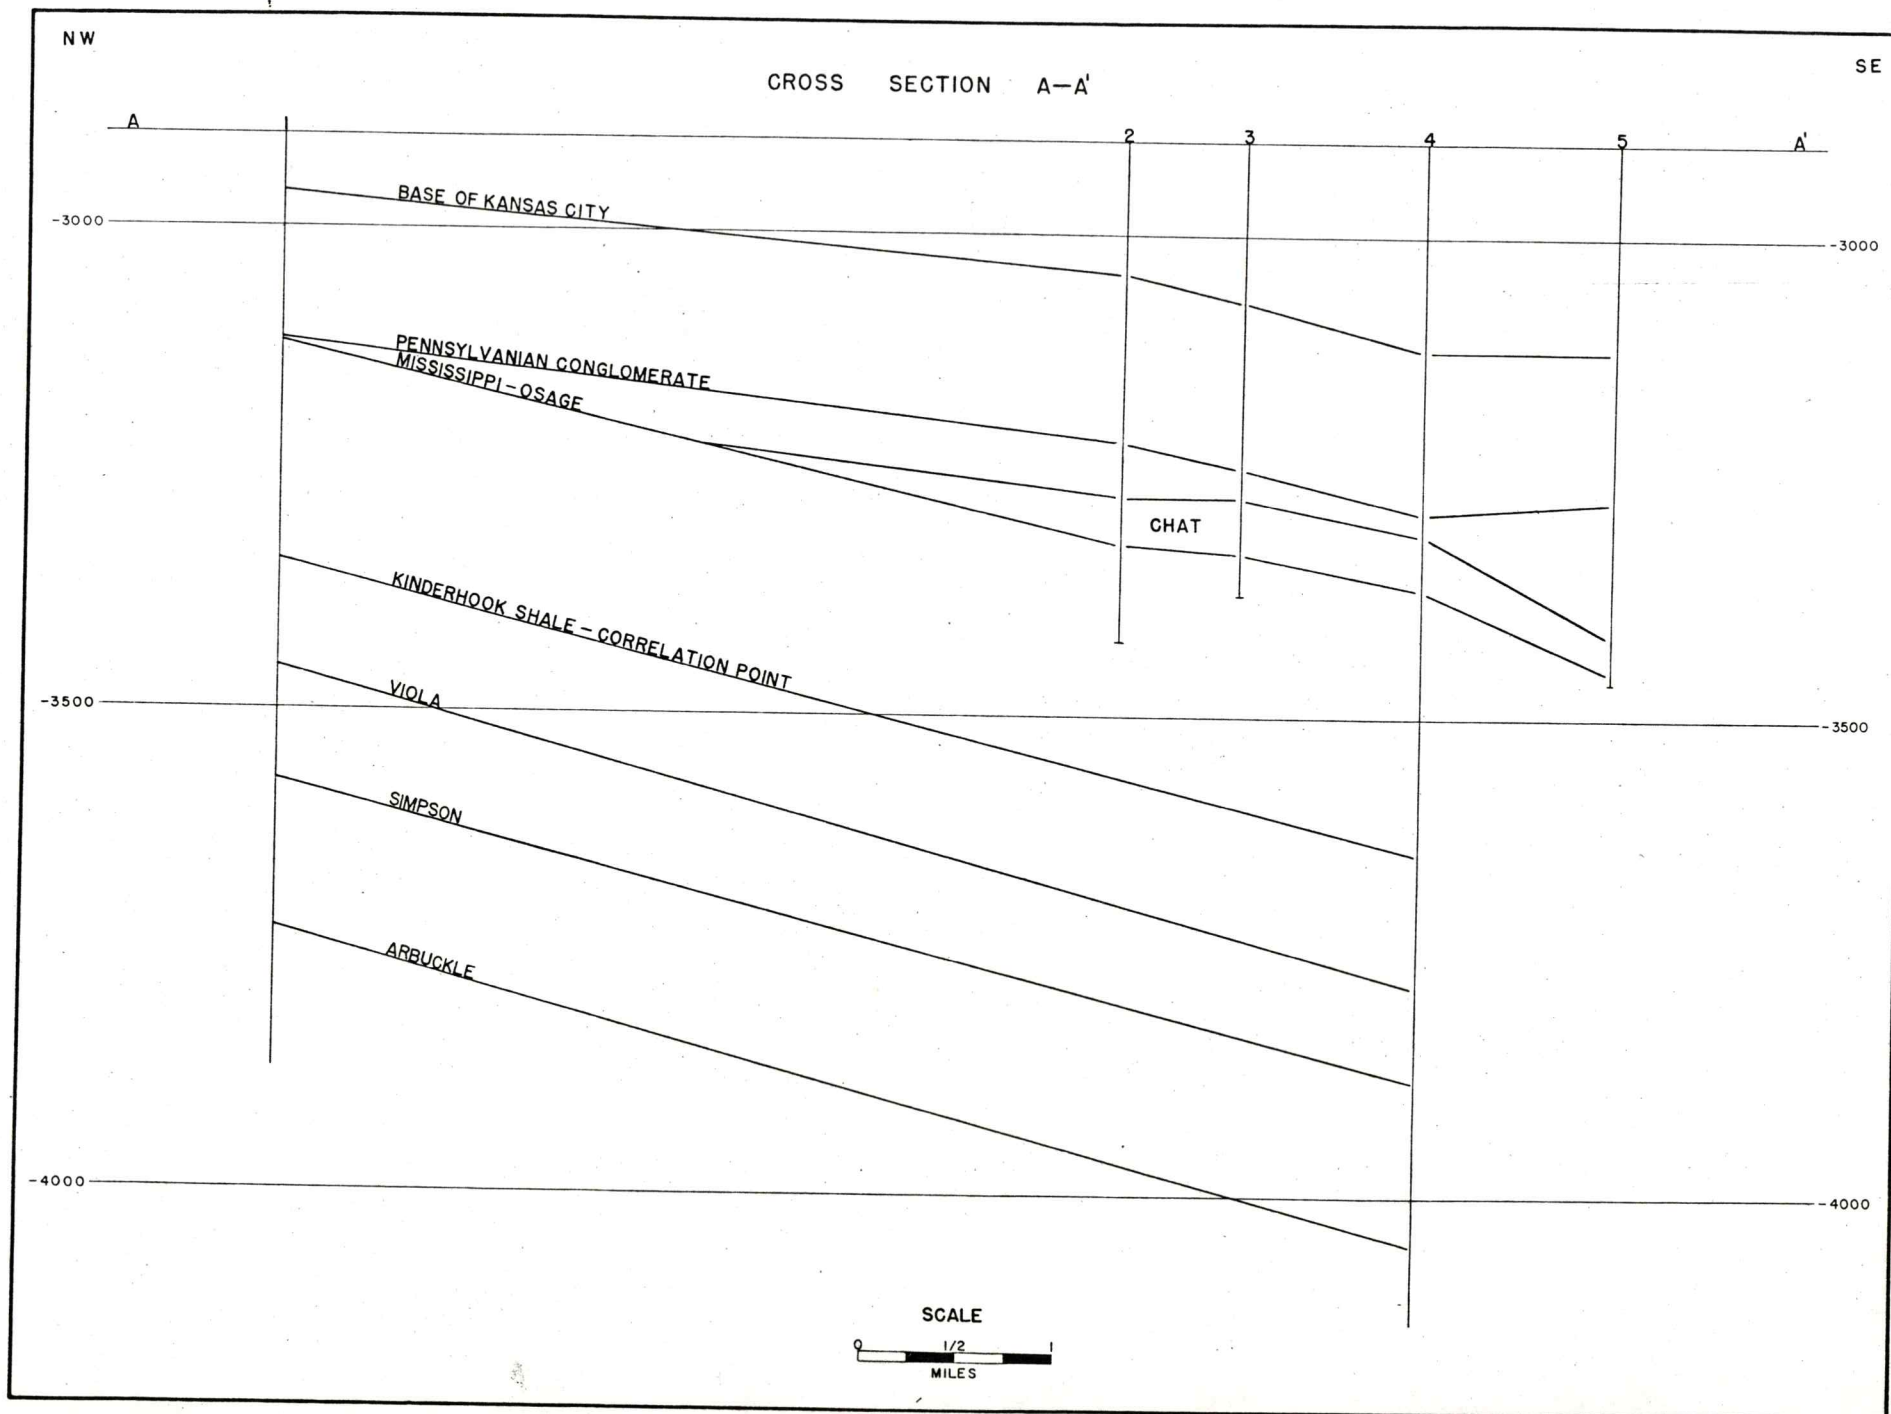 NW
SE
CROSS SECTION A-A'
A
2
3
4
5
A'
BASE OF KANSAS CITY
-3000
-3000
PENNSYLVANIAN CONGLOMERATE
MISSISSIPPI-OSAGE
CHAT
KINDERHOOK SHALE-CORRELATION POINT
VIOLA
-3500
-3500
SIMPSON
ARBUCKLE
-4000
-4000
SCALE
0 1/2 1
MILES